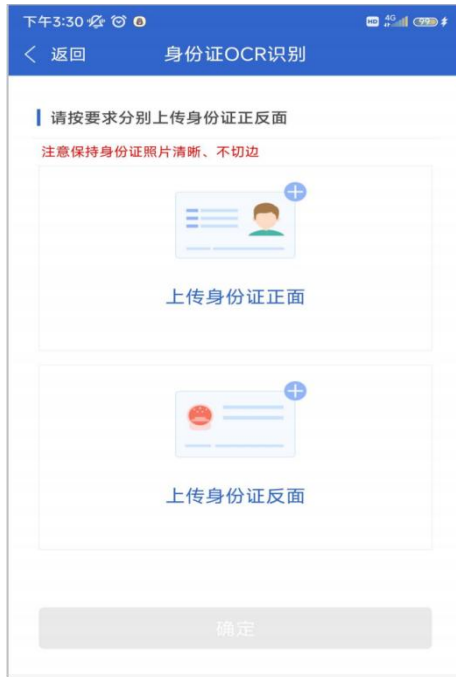 下午3:30
HD 4G 99
返回 身份证OCR识别
请按要求分别上传身份证正反面
注意保持身份证照片清晰、不切边
上传身份证正面
上传身份证反面
确定